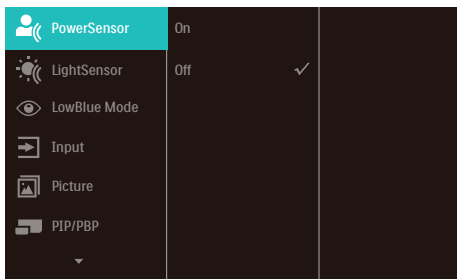 PowerSensor
On
LightSensor
Off
LowBlue Mode
Input
Picture
PIP/PBP